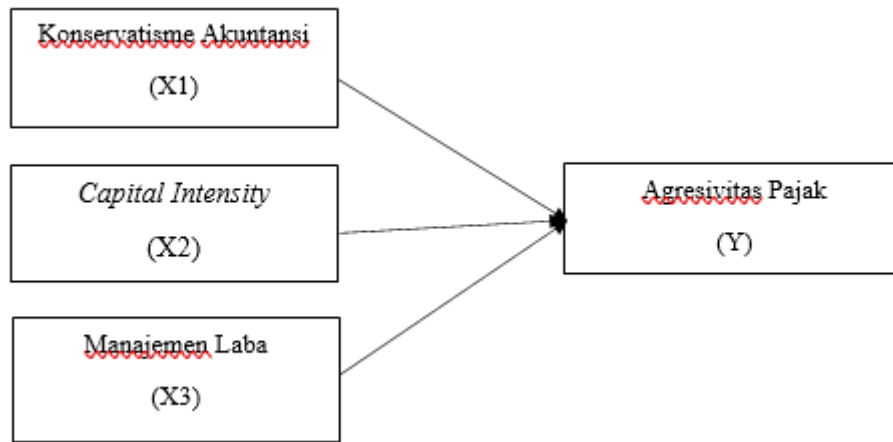 Konservatisme Akuntansi
(X1)
Capital Intensity
(X2)
Manajemen Laba
(X3)
Agresivitas Pajak
(Y)